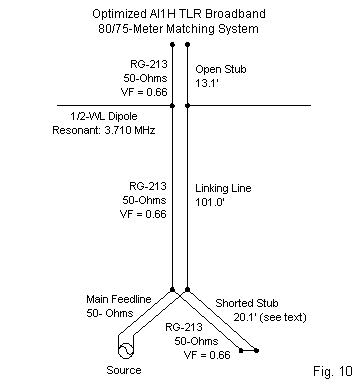 Optimized AI1H TLR Broadband
80/75-Meter Matching System
RG-213
50-Ohms
VF = 0.66
Open Stub
13.1'
1/2-WL Dipole
Resonant: 3.710 MHz
RG-213
50-Ohms
VF = 0.66
Linking Line
101.0'
Main Feedline
50- Ohms
Shorted Stub
20.1' (see text)
RG-213
50-Ohms
VF = 0.66
Source
Fig. 10